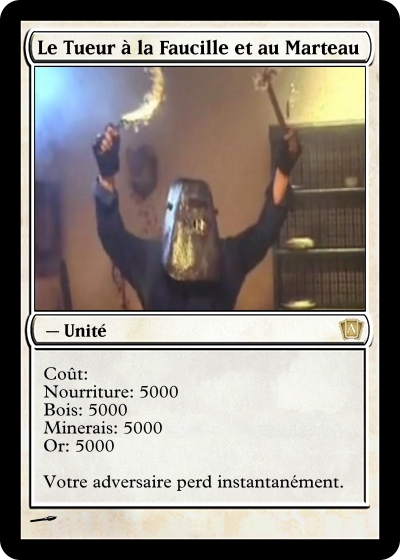 Le Tueur à la Faucille et au Marteau
— Unité
Coût:
Nourriture: 5000
Bois: 5000
Minerais: 5000
Or: 5000
Votre adversaire perd instantanément.